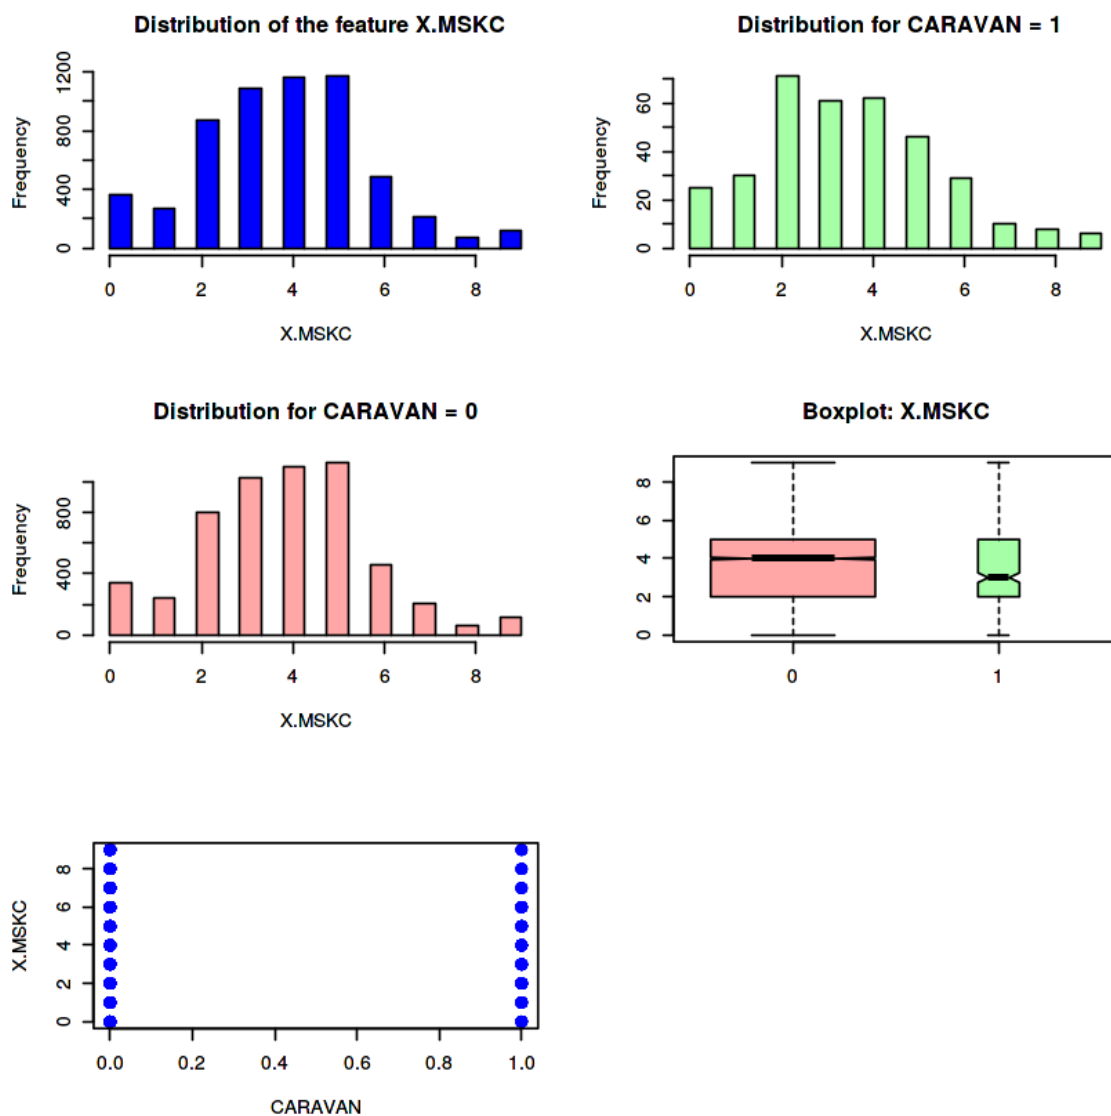 Distribution of the feature X.MSKC
Frequency
0 400 800 1200
0 2 4 6 8
X.MSKC
Distribution for CARAVAN = 1
Frequency
0 20 40 60
0 2 4 6 8
X.MSKC
Distribution for CARAVAN = 0
Frequency
0 400 800
0 2 4 6 8
X.MSKC
Boxplot: X.MSKC
0 2 4 6 8
0 1
X.MSKC
0 2 4 6 8
0.0 0.2 0.4 0.6 0.8 1.0
CARAVAN